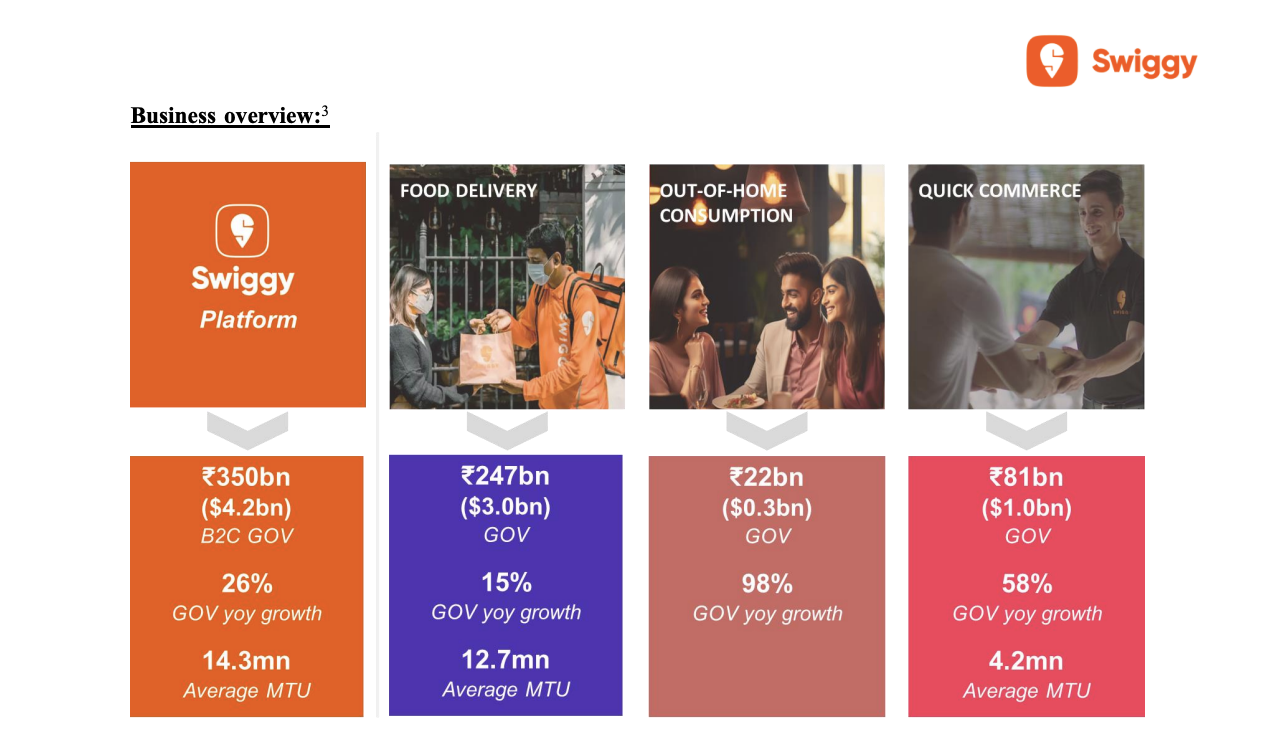 Swiggy
Business overview:3
Swiggy
Platform
FOOD DELIVERY
OUT-OF-HOME
CONSUMPTION
QUICK COMMERCE
₹350bn
($4.2bn)
B2C GOV
26%
GOV yoy growth
14.3mn
Average MTU
₹247bn
($3.0bn)
GOV
15%
GOV yoy growth
12.7mn
Average MTU
₹22bn
($0.3bn)
GOV
98%
GOV yoy growth
₹81bn
($1.0bn)
GOV
58%
GOV yoy growth
4.2mn
Average MTU